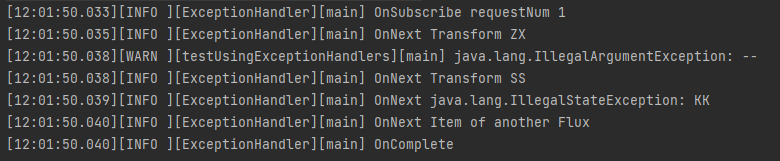 [12:01:50.033][INFO ][ExceptionHandler][main] OnSubscribe requestNum 1
[12:01:50.035][INFO ][ExceptionHandler][main] OnNext Transform ZX
[12:01:50.038][WARN ][testUsingExceptionHandlers][main] java.lang.IllegalArgumentException: --
[12:01:50.038][INFO ][ExceptionHandler][main] OnNext Transform SS
[12:01:50.039][INFO ][ExceptionHandler][main] OnNext java.lang.IllegalStateException: KK
[12:01:50.040][INFO ][ExceptionHandler][main] OnNext Item of another Flux
[12:01:50.040][INFO ][ExceptionHandler][main] OnComplete